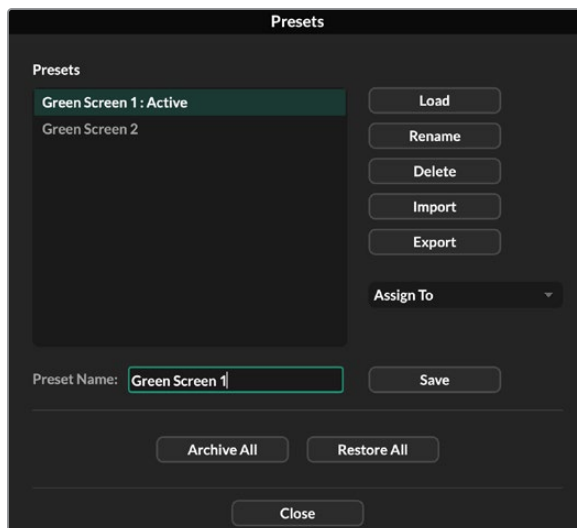 Presets
Presets
Green Screen 1 : Active
Green Screen 2
Load
Rename
Delete
Import
Export
Assign To
Preset Name: Green Screen 1
Save
Archive All
Restore All
Close